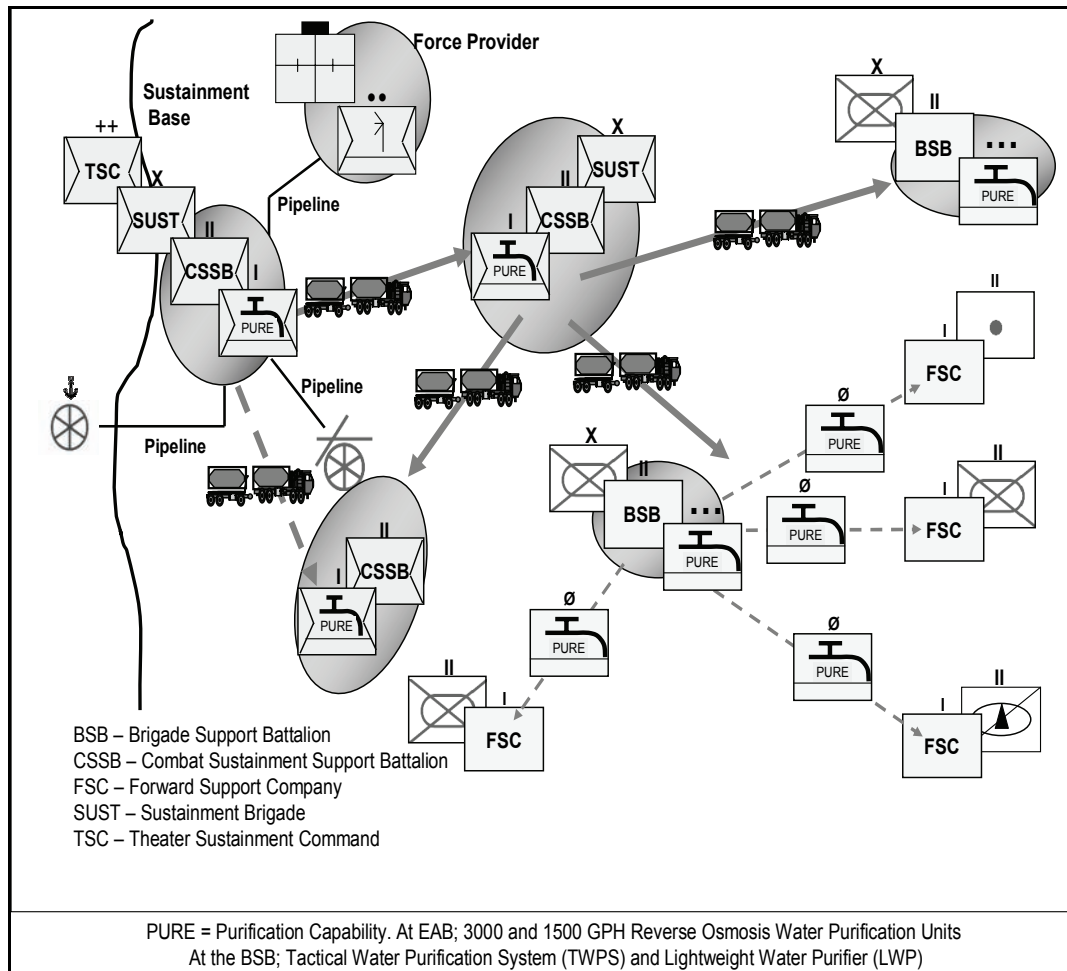 Force Provider
Sustainment
Base
++
TSC
X
SUST
II
CSSB
I
PURE
Pipeline
Pipeline
Pipeline
X
SUST
II
CSSB
I
PURE
X
II
BSB
...
PURE
II
CSSB
I
PURE
X
II
BSB
...
PURE
Ø
PURE
II
I
FSC
Ø
PURE
II
I
FSC
Ø
PURE
II
I
FSC
Ø
PURE
II
I
FSC
BSB – Brigade Support Battalion
CSSB – Combat Sustainment Support Battalion
FSC – Forward Support Company
SUST – Sustainment Brigade
TSC – Theater Sustainment Command
PURE = Purification Capability. At EAB; 3000 and 1500 GPH Reverse Osmosis Water Purification Units
At the BSB; Tactical Water Purification System (TWPS) and Lightweight Water Purifier (LWP)